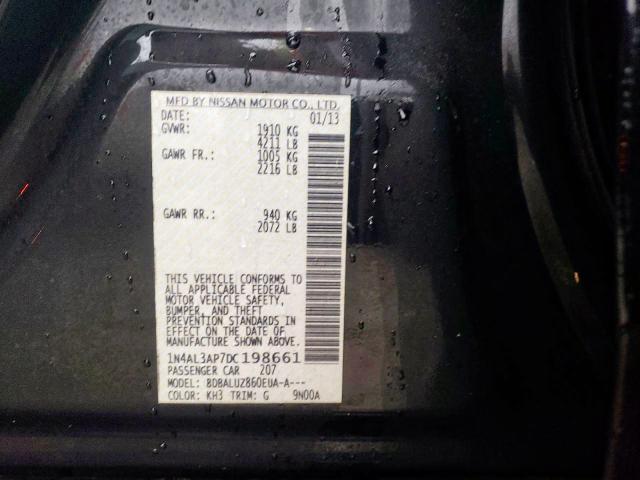 MFD BY NISSAN MOTOR CO., LTD.
DATE: 01/13
GVWR: 1910 KG
4211 LB
GAWR FR.: 1005 KG
2216 LB
GAWR RR.: 940 KG
2072 LB
THIS VEHICLE CONFORMS TO
ALL APPLICABLE FEDERAL
MOTOR VEHICLE SAFETY,
BUMPER, AND THEFT
PREVENTION STANDARDS IN
EFFECT ON THE DATE OF
MANUFACTURE SHOWN ABOVE.
1N4AL3AP7DC198661
PASSENGER CAR 207
MODEL: BDBALUZ860EUA-A---
COLOR: KH3 TRIM: G 9N00A